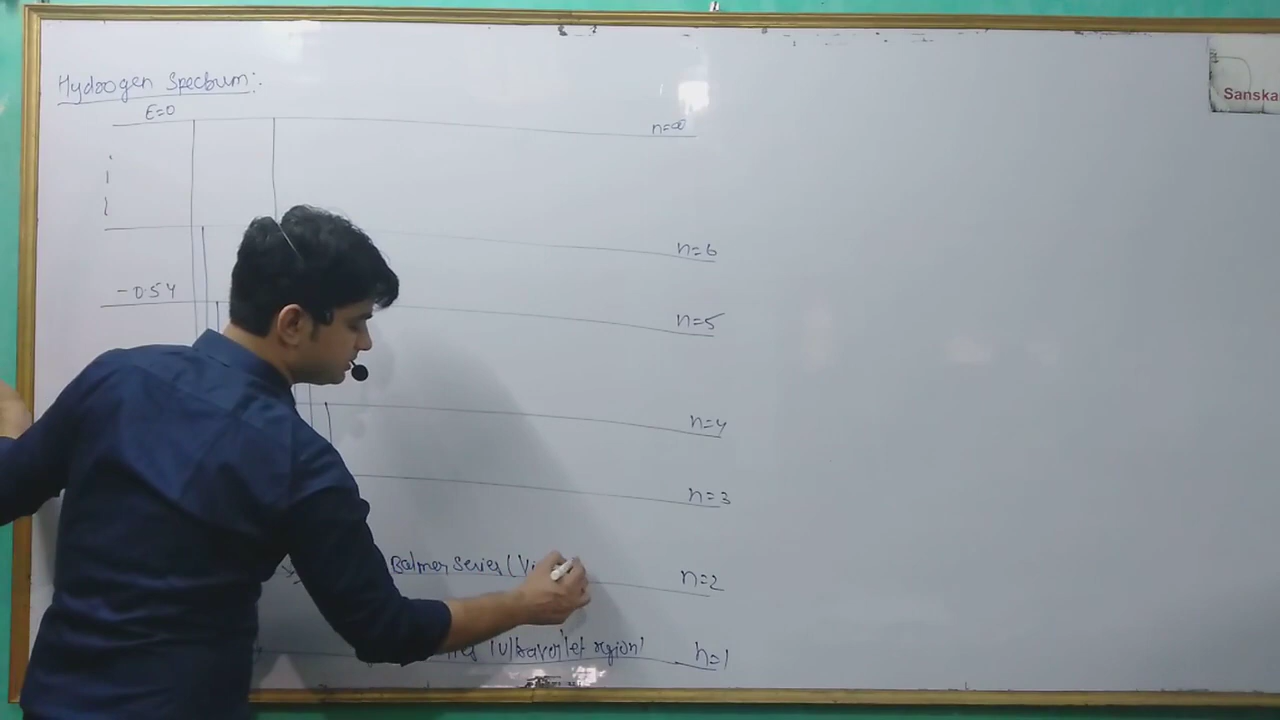 Hydrogen Spectrum:
E=0
n=∞
n=6
-0.54
n=5
n=4
n=3
Balmer Series (Vi
n=2
(Ultraviolet region)
n=1
Sanska